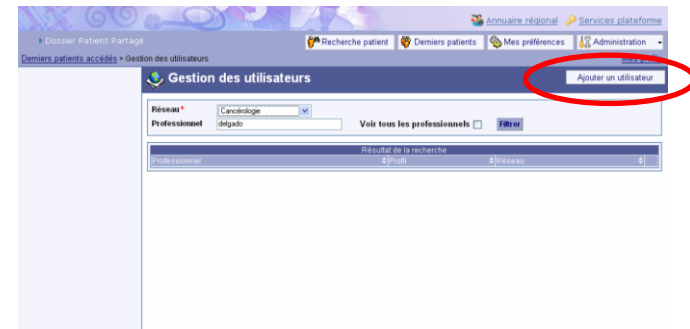 Annuaire régional Services plateforme
Dossier Patient Partagé
Recherche patient Derniers patients Mes préférences Administration
Derniers patients accédés > Gestion des utilisateurs
Gestion des utilisateurs
Ajouter un utilisateur
Réseau * Cancérologie
Professionnel delgado Voir tous les professionnels Filtrer
Résultat de la recherche
Professionnel Profil Réseau